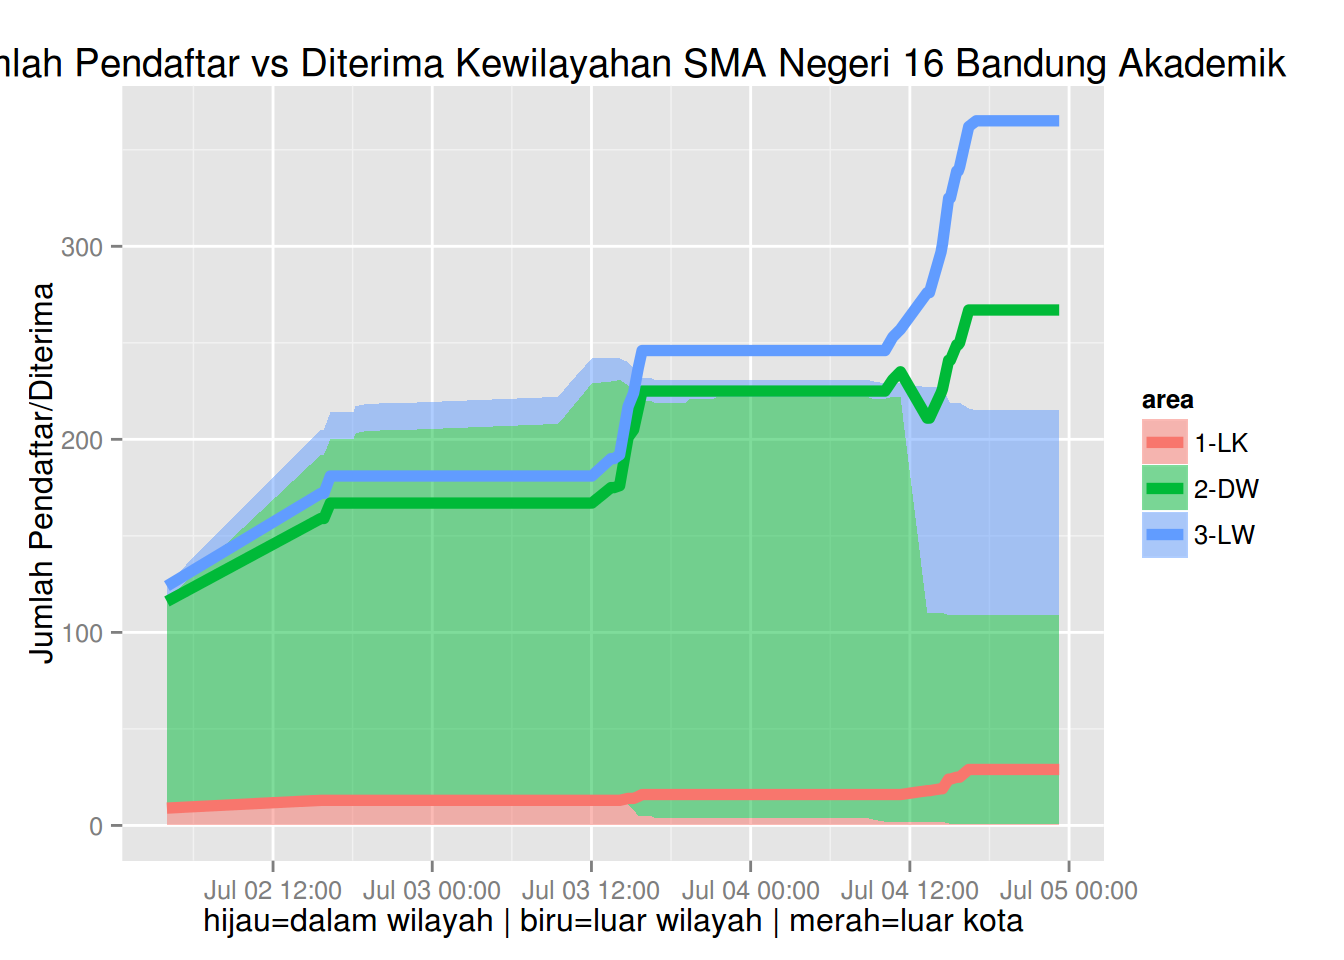 mlah Pendaftar vs Diterima Kewilayahan SMA Negeri 16 Bandung Akademik
Jumlah Pendaftar/Diterima
300
200
100
0
Jul 02 12:00 Jul 03 00:00 Jul 03 12:00 Jul 04 00:00 Jul 04 12:00 Jul 05 00:00
hijau=dalam wilayah | biru=luar wilayah | merah=luar kota
area
1-LK
2-DW
3-LW